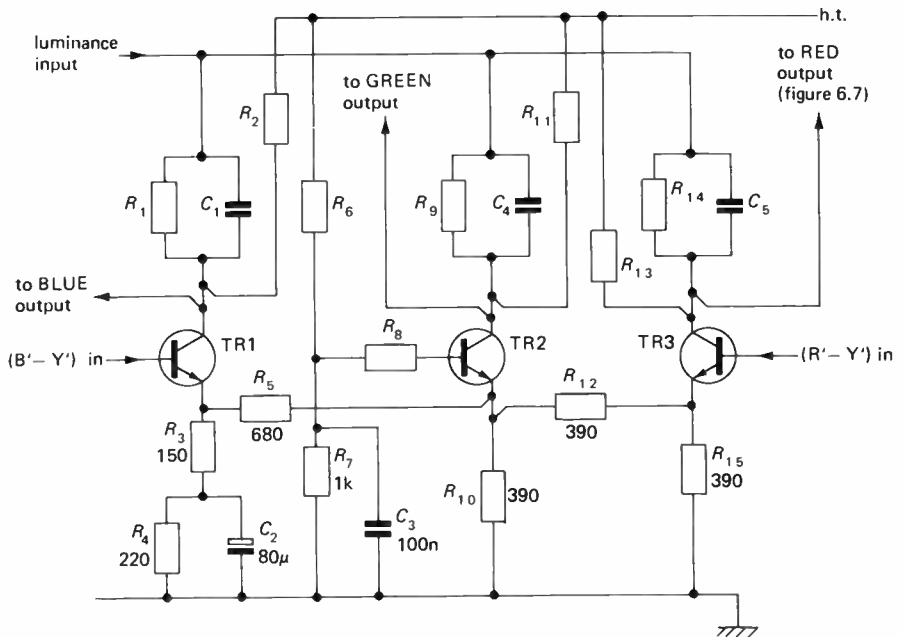 h.t.
luminance
input
to GREEN
output
to RED
output
(figure 6.7)
R2
R11
R1
C1
R6
R9
C4
R14
C5
R13
to BLUE
output
R8
TR1
TR2
TR3
(B′– Y′) in
(R′– Y′) in
R5
680
R12
390
R3
150
R7
1k
R10
390
R15
390
R4
220
C2
80μ
C3
100n